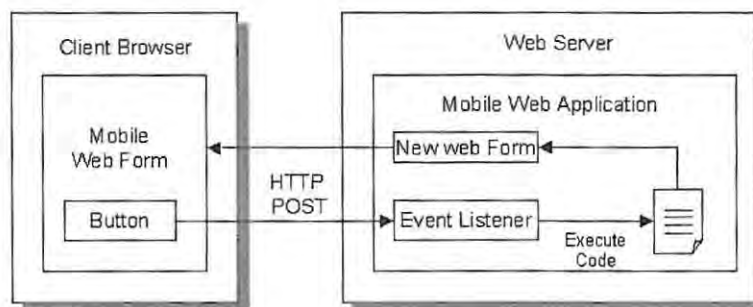 Client Browser
Mobile
Web Form
Button
HTTP
POST
Web Server
Mobile Web Application
New web Form
Event Listener
Execute
Code